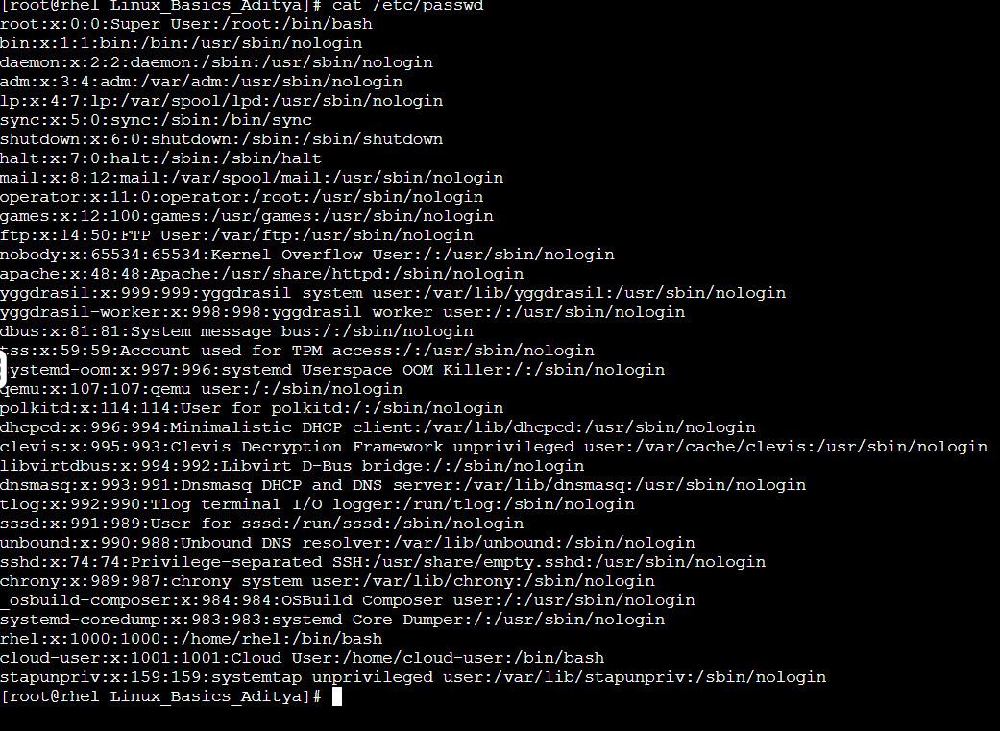 [root@rhel Linux_Basics_Aditya]# cat /etc/passwd
root:x:0:0:Super User:/root:/bin/bash
bin:x:1:1:bin:/bin:/usr/sbin/nologin
daemon:x:2:2:daemon:/sbin:/usr/sbin/nologin
adm:x:3:4:adm:/var/adm:/usr/sbin/nologin
lp:x:4:7:lp:/var/spool/lpd:/usr/sbin/nologin
sync:x:5:0:sync:/sbin:/bin/sync
shutdown:x:6:0:shutdown:/sbin:/sbin/shutdown
halt:x:7:0:halt:/sbin:/sbin/halt
mail:x:8:12:mail:/var/spool/mail:/usr/sbin/nologin
operator:x:11:0:operator:/root:/usr/sbin/nologin
games:x:12:100:games:/usr/games:/usr/sbin/nologin
ftp:x:14:50:FTP User:/var/ftp:/usr/sbin/nologin
nobody:x:65534:65534:Kernel Overflow User:/:/usr/sbin/nologin
apache:x:48:48:Apache:/usr/share/httpd:/sbin/nologin
yggdrasil:x:999:999:yggdrasil system user:/var/lib/yggdrasil:/usr/sbin/nologin
yggdrasil-worker:x:998:998:yggdrasil worker user:/:/usr/sbin/nologin
dbus:x:81:81:System message bus:/:/usr/sbin/nologin
tss:x:59:59:Account used for TPM access:/:/usr/sbin/nologin
systemd-oom:x:997:996:systemd Userspace OOM Killer:/:/usr/sbin/nologin
qemu:x:107:107:qemu user:/:/sbin/nologin
polkitd:x:114:114:User for polkitd:/:/sbin/nologin
dhcpcd:x:996:994:Minimalistic DHCP client:/var/lib/dhcpcd:/usr/sbin/nologin
clevis:x:995:993:Clevis Decryption Framework unprivileged user:/var/cache/clevis:/usr/sbin/nologin
libvirtdbus:x:994:992:Libvirt D-Bus bridge:/:/sbin/nologin
dnsmasq:x:993:991:Dnsmasq DHCP and DNS server:/var/lib/dnsmasq:/usr/sbin/nologin
tlog:x:992:990:Tlog terminal I/O logger:/run/tlog:/sbin/nologin
sssd:x:991:989:User for sssd:/run/sssd:/sbin/nologin
unbound:x:990:988:Unbound DNS resolver:/var/lib/unbound:/sbin/nologin
sshd:x:74:74:Privilege-separated SSH:/usr/share/empty.sshd:/usr/sbin/nologin
chrony:x:989:987:chrony system user:/var/lib/chrony:/sbin/nologin
_osbuild-composer:x:984:984:OSBuild Composer user:/:/usr/sbin/nologin
systemd-coredump:x:983:983:systemd Core Dumper:/:/usr/sbin/nologin
rhel:x:1000:1000::/home/rhel:/bin/bash
cloud-user:x:1001:1001:Cloud User:/home/cloud-user:/bin/bash
stapunpriv:x:159:159:systemtap unprivileged user:/var/lib/stapunpriv:/sbin/nologin
[root@rhel Linux_Basics_Aditya]#